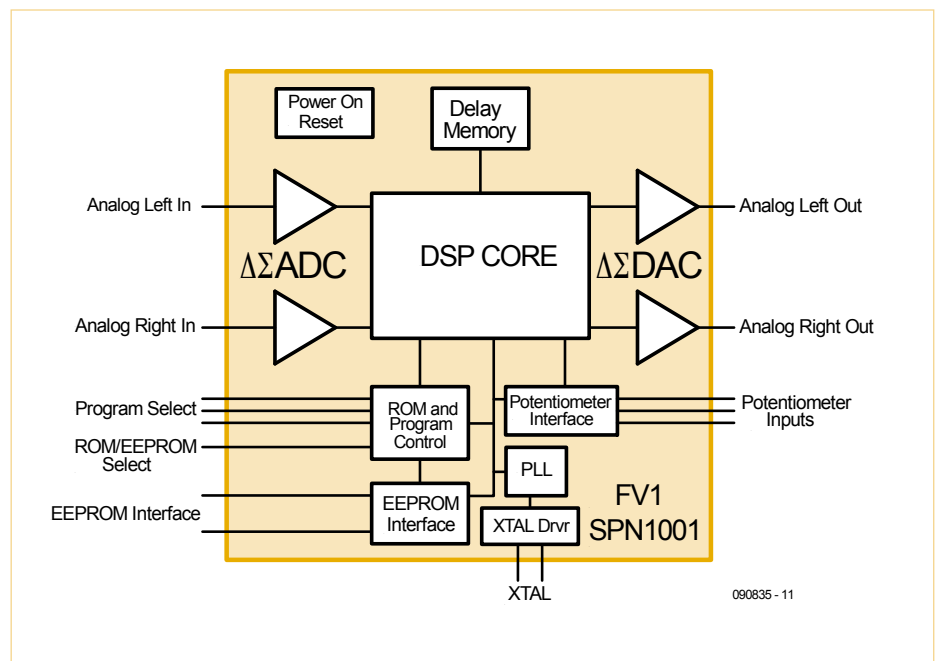 Power On
Reset
Delay
Memory
Analog Left In
Analog Left Out
ΔΣADC
DSP CORE
ΔΣDAC
Analog Right In
Analog Right Out
Program Select
ROM and
Program
Control
Potentiometer
Interface
Potentiometer
Inputs
ROM/EEPROM
Select
PLL
EEPROM Interface
EEPROM
Interface
XTAL Drvr
FV1
SPN1001
XTAL
090835 - 11